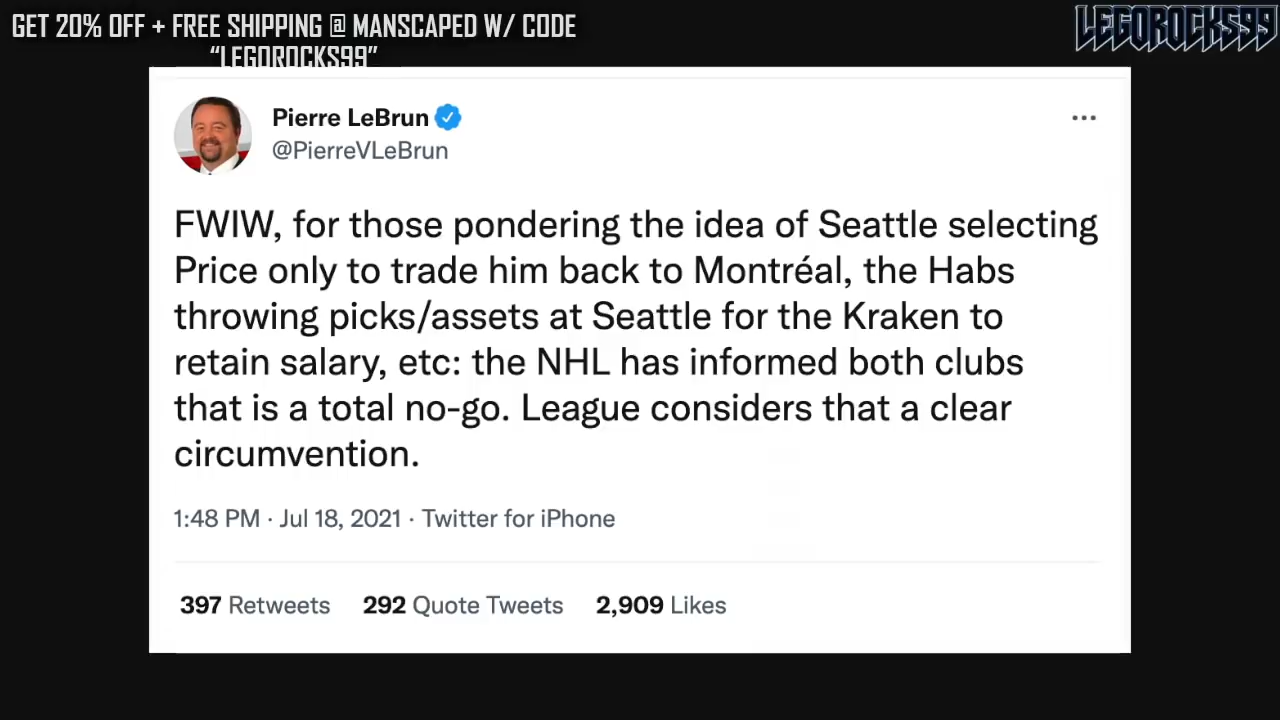 GET 20% OFF + FREE SHIPPING @ MANSCAPED W/ CODE
“LEGOROCKS99”
LEGOROCKS99
Pierre LeBrun
@PierreVLeBrun
FWIW, for those pondering the idea of Seattle selecting
Price only to trade him back to Montréal, the Habs
throwing picks/assets at Seattle for the Kraken to
retain salary, etc: the NHL has informed both clubs
that is a total no-go. League considers that a clear
circumvention.
1:48 PM · Jul 18, 2021 · Twitter for iPhone
397 Retweets 292 Quote Tweets 2,909 Likes